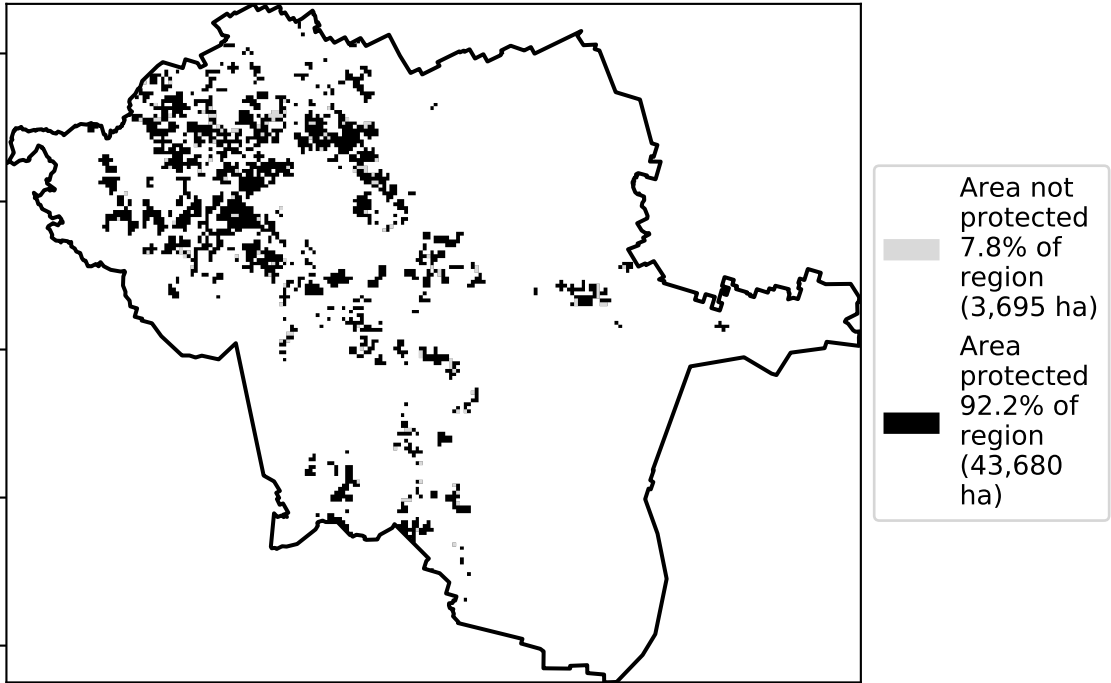 Area not
protected
7.8% of
region
(3,695 ha)
Area
protected
92.2% of
region
(43,680
ha)